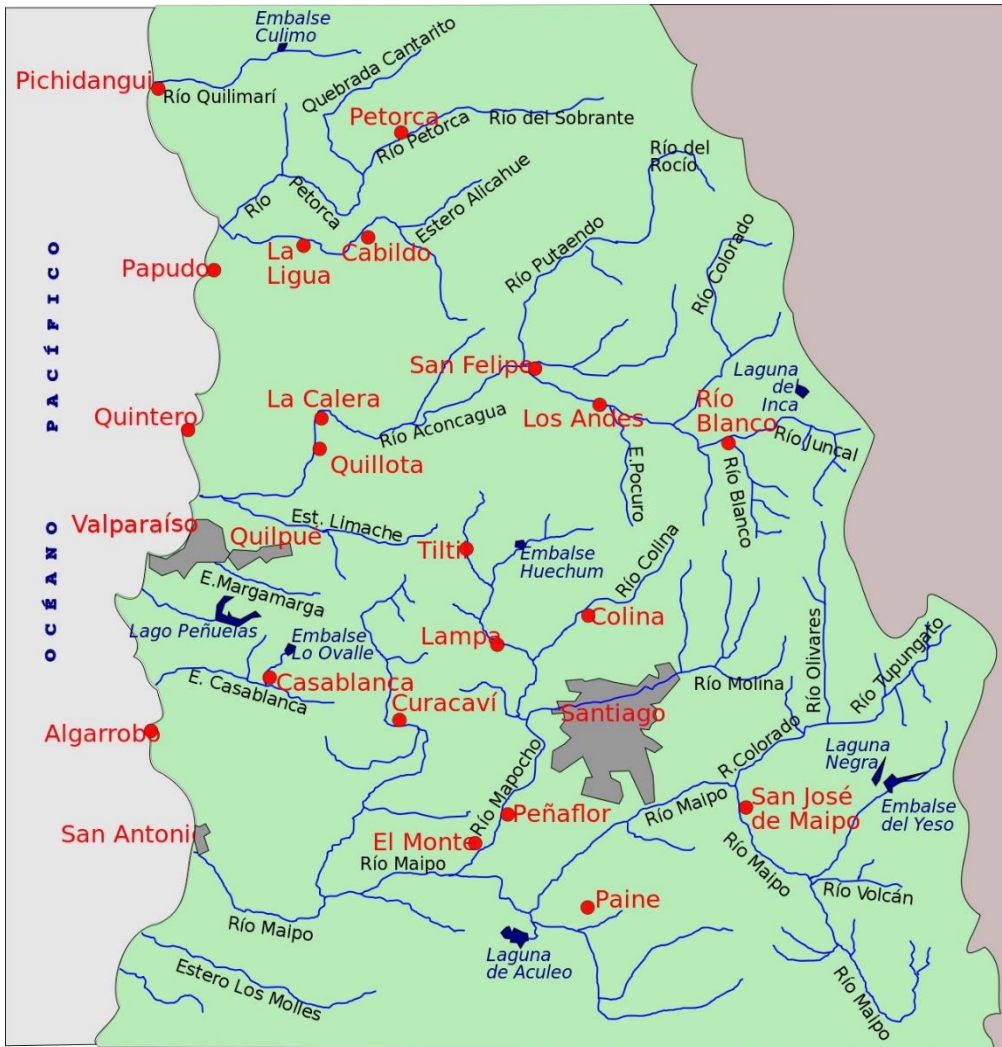 Embalse
Culimo
Pichidangui
Río Quilimarí
Quebrada Cantarito
Petorca
Río Petorca
Río del Sobrante
Río del
Rocío
Río
Petorca
Estero Alicahue
La
Ligua
Cabildo
Papudo
Río Putaendo
Río Colorado
OCÉANO PACÍFICO
San Felipe
Laguna
del
Inca
La Calera
Río Aconcagua
Los Andes
Río
Blanco
Río Juncal
Quintero
Quillota
E.Pocuro
Río Blanco
Valparaíso
Quilpué
Est. Limache
Tiltil
Embalse
Huechum
Río Colina
E.Margamarga
Lago Peñuelas
Embalse
Lo Ovalle
Lampa
Colina
Río Olivares
Río Tupungato
Casablanca
E. Casablanca
Curacaví
Santiago
Río Molina
Algarrobo
Río Mapocho
R.Colorado
Laguna
Negra
San Antonio
El Monte
Peñaflor
Río Maipo
San José
de Maipo
Embalse
del Yeso
Río Maipo
Río Maipo
Río Volcán
Paine
Río Maipo
Laguna
de Aculeo
Estero Los Molles
Río Maipo